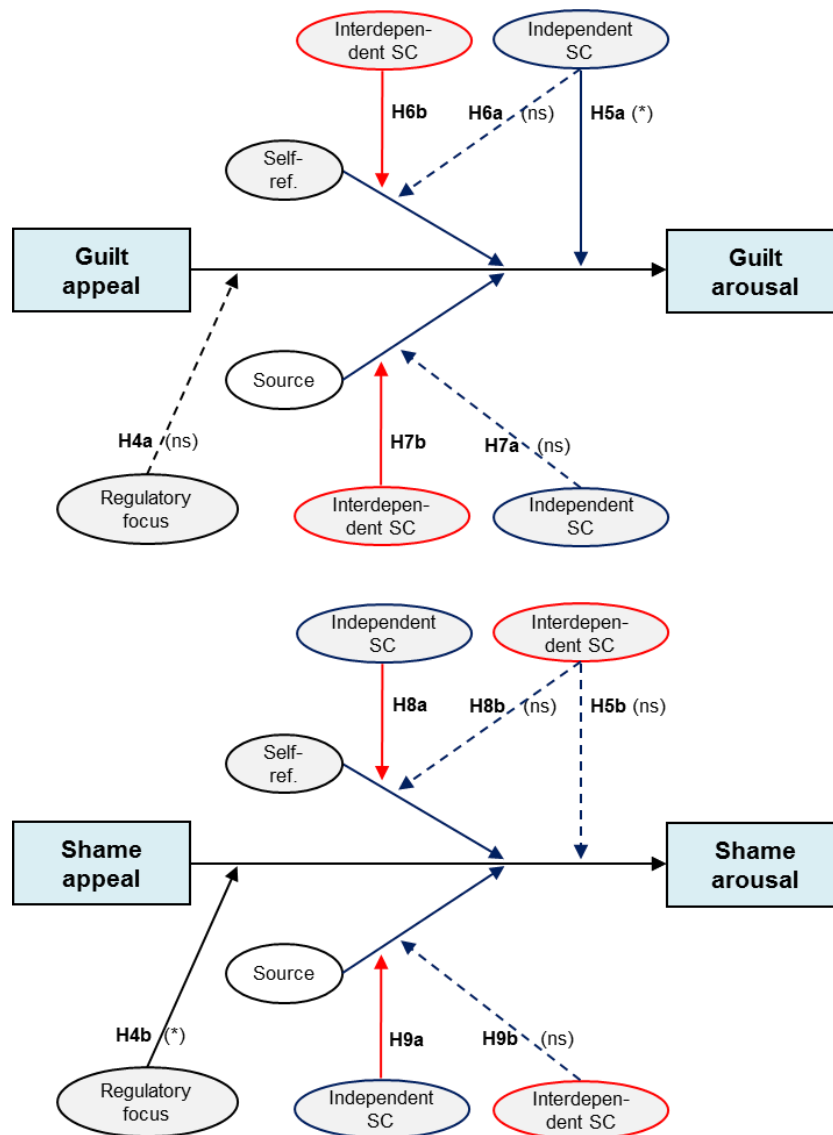 Interdepen-
dent SC
Independent
SC
H6b
H6a (ns)
H5a (*)
Self-
ref.
Guilt
appeal
Guilt
arousal
Source
H4a (ns)
H7b
H7a (ns)
Regulatory
focus
Interdepen-
dent SC
Independent
SC
Independent
SC
Interdepen-
dent SC
H8a
H8b (ns)
H5b (ns)
Self-
ref.
Shame
appeal
Shame
arousal
Source
H4b (*)
H9a
H9b (ns)
Regulatory
focus
Independent
SC
Interdepen-
dent SC